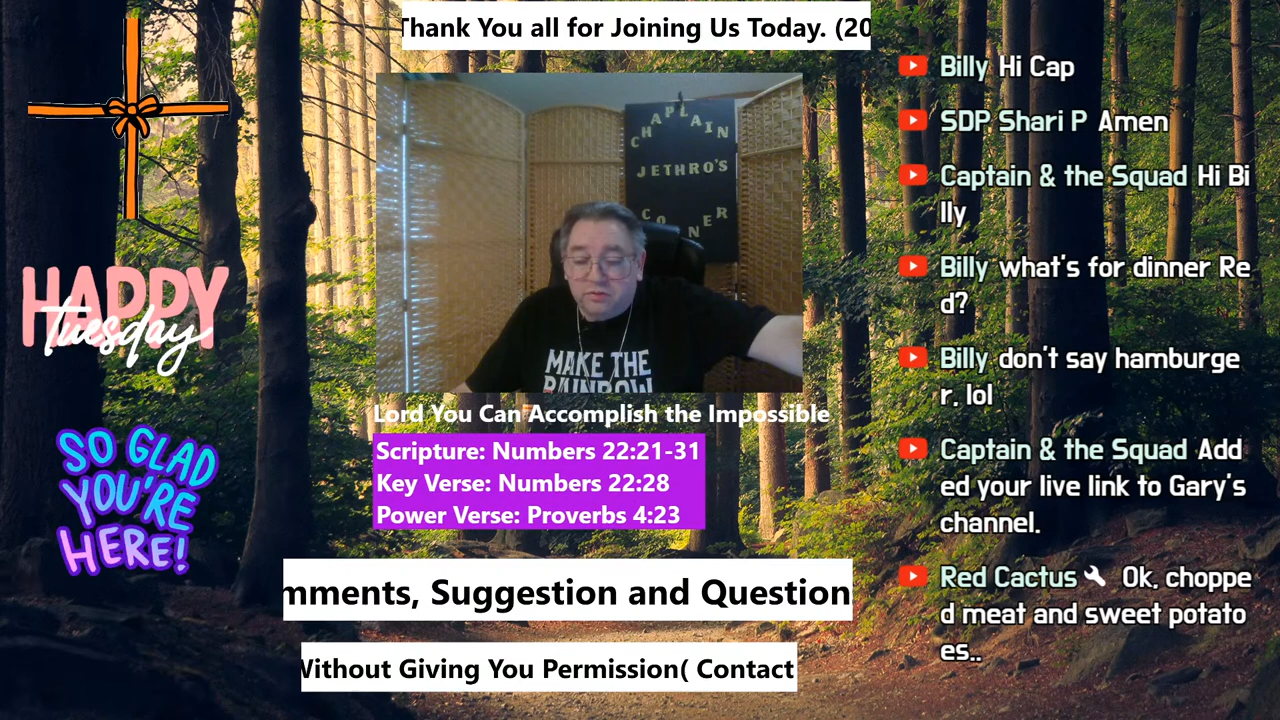 Thank You all for Joining Us Today. (20
CHAPLAIN
JETHRO'S
CORNER
MAKE THE
RAINBOW
HAPPY
Tuesday
SO GLAD
YOU'RE
HERE!
Lord You Can Accomplish the Impossible
Scripture: Numbers 22:21-31
Key Verse: Numbers 22:28
Power Verse: Proverbs 4:23
mments, Suggestion and Question
Without Giving You Permission( Contact
Billy Hi Cap
SDP Shari P Amen
Captain & the Squad Hi Bi
lly
Billy what's for dinner Re
d?
Billy don't say hamburge
r. lol
Captain & the Squad Add
ed your live link to Gary's
channel.
Red Cactus Ok, choppe
d meat and sweet potato
es..